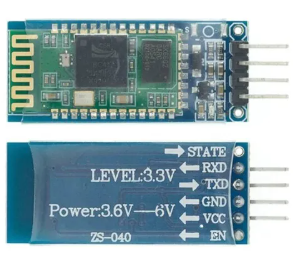 STATE
RXD
LEVEL:3.3V
TXD
GND
Power:3.6V—6V
VCC
ZS-040
EN